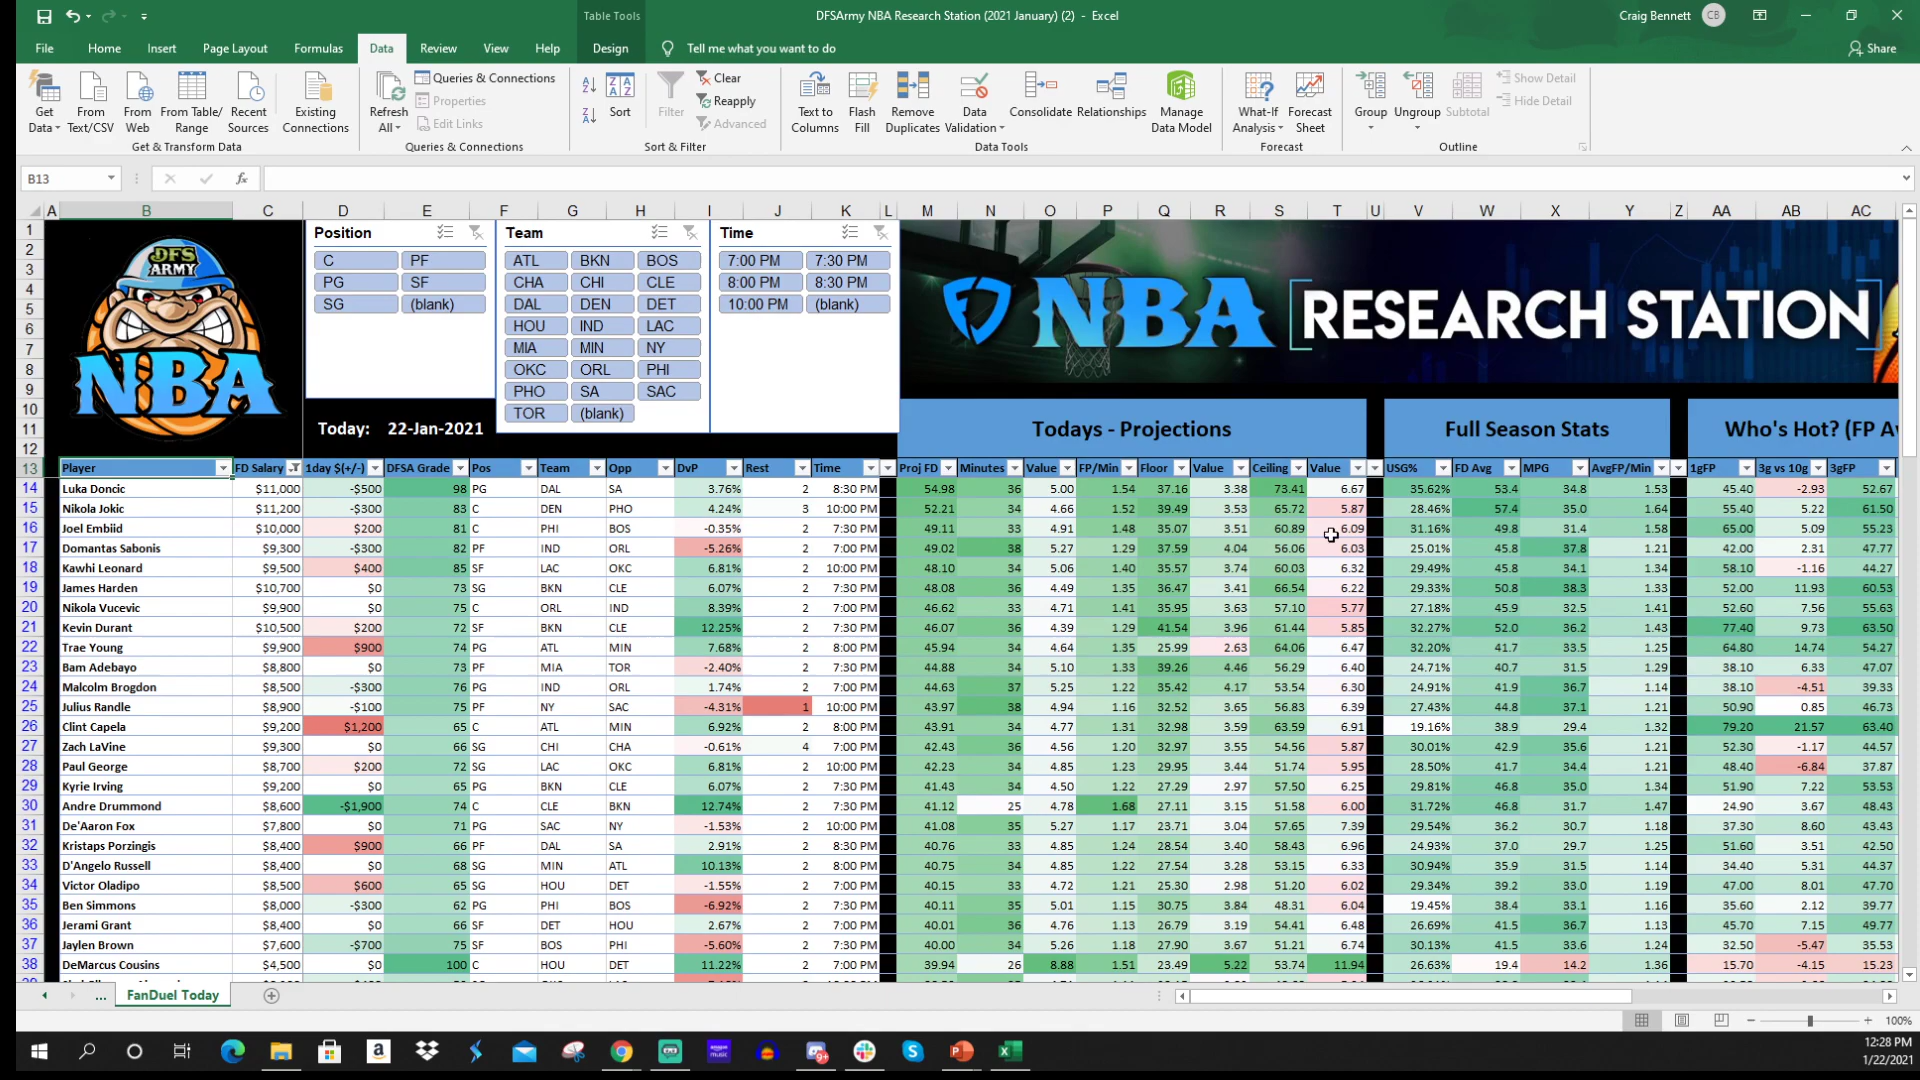 DFSArmy NBA Research Station (2021 January) (2) - Excel
Table Tools
Craig Bennett CB
File Home Insert Page Layout Formulas Data Review View Help Design Tell me what you want to do Share
Get Data From Text/CSV From Web From Table/Range Recent Sources Existing Connections Refresh All Queries & Connections Properties Edit Links Sort Filter Clear Reapply Advanced Text to Columns Flash Fill Remove Duplicates Data Validation Consolidate Relationships Manage Data Model What-If Analysis Forecast Sheet Group Ungroup Subtotal Show Detail Hide Detail
Get & Transform Data Queries & Connections Sort & Filter Data Tools Forecast Outline
B13 fx
A B C D E F G H I J K L M N O P Q R S T U V W X Y Z AA AB AC
DFS ARMY NBA
Position
C PF
PG SF
SG (blank)
Team
ATL BKN BOS
CHA CHI CLE
DAL DEN DET
HOU IND LAC
MIA MIN NY
OKC ORL PHI
PHO SA SAC
TOR (blank)
Time
7:00 PM 7:30 PM
8:00 PM 8:30 PM
10:00 PM (blank)
NBA RESEARCH STATION
Today: 22-Jan-2021
Todays - Projections Full Season Stats Who's Hot? (FP Av
1
2
3
4
5
6
7
8
9
10
11
12
13 Player FD Salary 1day $(+/-) DFSA Grade Pos Team Opp DvP Rest Time Proj FD Minutes Value FP/Min Floor Value Ceiling Value USG% FD Avg MPG AvgFP/Min 1gFP 3g vs 10g 3gFP
14 Luka Doncic $11,000 -$500 98 PG DAL SA 3.76% 2 8:30 PM 54.98 36 5.00 1.54 37.16 3.38 73.41 6.67 35.62% 53.4 34.8 1.53 45.40 -2.93 52.67
15 Nikola Jokic $11,200 -$300 83 C DEN PHO 4.24% 3 10:00 PM 52.21 34 4.66 1.52 39.49 3.53 65.72 5.87 28.46% 57.4 35.0 1.64 55.40 5.22 61.50
16 Joel Embiid $10,000 $200 81 C PHI BOS -0.35% 2 7:30 PM 49.11 33 4.91 1.48 35.07 3.51 60.89 6.09 31.16% 49.8 31.4 1.58 65.00 5.09 55.23
17 Domantas Sabonis $9,300 -$300 82 PF IND ORL -5.26% 2 7:00 PM 49.02 38 5.27 1.29 37.59 4.04 56.06 6.03 25.01% 45.8 37.8 1.21 42.00 2.31 47.77
18 Kawhi Leonard $9,500 $400 85 SF LAC OKC 6.81% 2 10:00 PM 48.10 34 5.06 1.40 35.57 3.74 60.03 6.32 29.49% 45.8 34.1 1.34 58.10 -1.16 44.27
19 James Harden $10,700 $0 73 SG BKN CLE 6.07% 2 7:30 PM 48.08 36 4.49 1.35 36.47 3.41 66.54 6.22 29.33% 50.8 38.3 1.33 52.00 11.93 60.53
20 Nikola Vucevic $9,900 $0 75 C ORL IND 8.39% 2 7:00 PM 46.62 33 4.71 1.41 35.95 3.63 57.10 5.77 27.18% 45.9 32.5 1.41 52.60 7.56 55.63
21 Kevin Durant $10,500 $200 72 SF BKN CLE 12.25% 2 7:30 PM 46.07 36 4.39 1.29 41.54 3.96 61.44 5.85 32.27% 52.0 36.2 1.43 77.40 9.73 63.50
22 Trae Young $9,900 $900 74 PG ATL MIN 7.68% 2 8:00 PM 45.94 34 4.64 1.35 25.99 2.63 64.06 6.47 32.20% 41.7 33.5 1.25 64.80 14.74 54.27
23 Bam Adebayo $8,800 $0 73 PF MIA TOR -2.40% 2 7:30 PM 44.88 34 5.10 1.33 39.26 4.46 56.29 6.40 24.71% 40.7 31.5 1.29 38.10 6.33 47.07
24 Malcolm Brogdon $8,500 -$300 76 PG IND ORL 1.74% 2 7:00 PM 44.63 37 5.25 1.22 35.42 4.17 53.54 6.30 24.91% 41.9 36.7 1.14 38.10 -4.51 39.33
25 Julius Randle $8,900 -$100 75 PF NY SAC -4.31% 1 10:00 PM 43.97 38 4.94 1.16 32.52 3.65 56.83 6.39 27.43% 44.8 37.1 1.21 50.90 0.85 46.73
26 Clint Capela $9,200 $1,200 65 C ATL MIN 6.92% 2 8:00 PM 43.91 34 4.77 1.31 32.98 3.59 63.59 6.91 19.16% 38.9 29.4 1.32 79.20 21.57 63.40
27 Zach LaVine $9,300 $0 66 SG CHI CHA -0.61% 4 7:00 PM 42.43 36 4.56 1.20 32.97 3.55 54.56 5.87 30.01% 42.9 35.6 1.21 52.30 -1.17 44.57
28 Paul George $8,700 $200 72 SG LAC OKC 6.81% 2 10:00 PM 42.23 34 4.85 1.23 29.95 3.44 51.74 5.95 28.50% 41.7 34.4 1.21 48.40 -6.84 37.87
29 Kyrie Irving $9,200 $0 65 PG BKN CLE 6.07% 2 7:30 PM 41.43 34 4.50 1.22 27.29 2.97 57.50 6.25 29.81% 46.8 35.0 1.34 51.90 7.22 53.53
30 Andre Drummond $8,600 -$1,900 74 C CLE BKN 12.74% 2 7:30 PM 41.12 25 4.78 1.68 27.11 3.15 51.58 6.00 31.72% 46.8 31.7 1.47 24.90 3.67 48.43
31 De'Aaron Fox $7,800 $0 71 PG SAC NY -1.53% 2 10:00 PM 41.08 35 5.27 1.17 23.71 3.04 57.65 7.39 29.54% 36.2 30.7 1.18 37.30 8.60 43.43
32 Kristaps Porzingis $8,400 $900 66 PF DAL SA 2.91% 2 8:30 PM 40.76 33 4.85 1.24 28.54 3.40 58.43 6.96 24.93% 37.0 29.7 1.25 51.60 3.51 42.50
33 D'Angelo Russell $8,400 $0 68 SG MIN ATL 10.13% 2 8:00 PM 40.75 34 4.85 1.22 27.54 3.28 53.15 6.33 30.94% 35.9 31.5 1.14 34.40 5.31 44.37
34 Victor Oladipo $8,500 $600 65 SG HOU DET -1.55% 2 7:00 PM 40.15 33 4.72 1.21 25.30 2.98 51.20 6.02 29.34% 39.2 33.0 1.19 47.00 8.01 47.70
35 Ben Simmons $8,000 -$300 62 PG PHI BOS -6.92% 2 7:30 PM 40.11 35 5.01 1.15 30.75 3.84 48.31 6.04 19.45% 38.4 33.1 1.16 35.60 2.12 39.77
36 Jerami Grant $8,400 $0 66 SF DET HOU 2.67% 2 7:00 PM 40.01 35 4.76 1.13 26.79 3.19 54.41 6.48 26.69% 41.5 36.7 1.13 45.70 7.15 49.77
37 Jaylen Brown $7,600 -$700 75 SF BOS PHI -5.60% 2 7:30 PM 40.00 34 5.26 1.18 27.90 3.67 51.21 6.74 30.13% 41.5 33.6 1.24 32.50 -5.47 35.53
38 DeMarcus Cousins $4,500 $0 100 C HOU DET 11.22% 2 7:00 PM 39.94 26 8.88 1.51 23.49 5.22 53.74 11.94 26.63% 19.4 14.2 1.36 15.70 -4.15 15.23
... FanDuel Today
100%
12:28 PM
1/22/2021